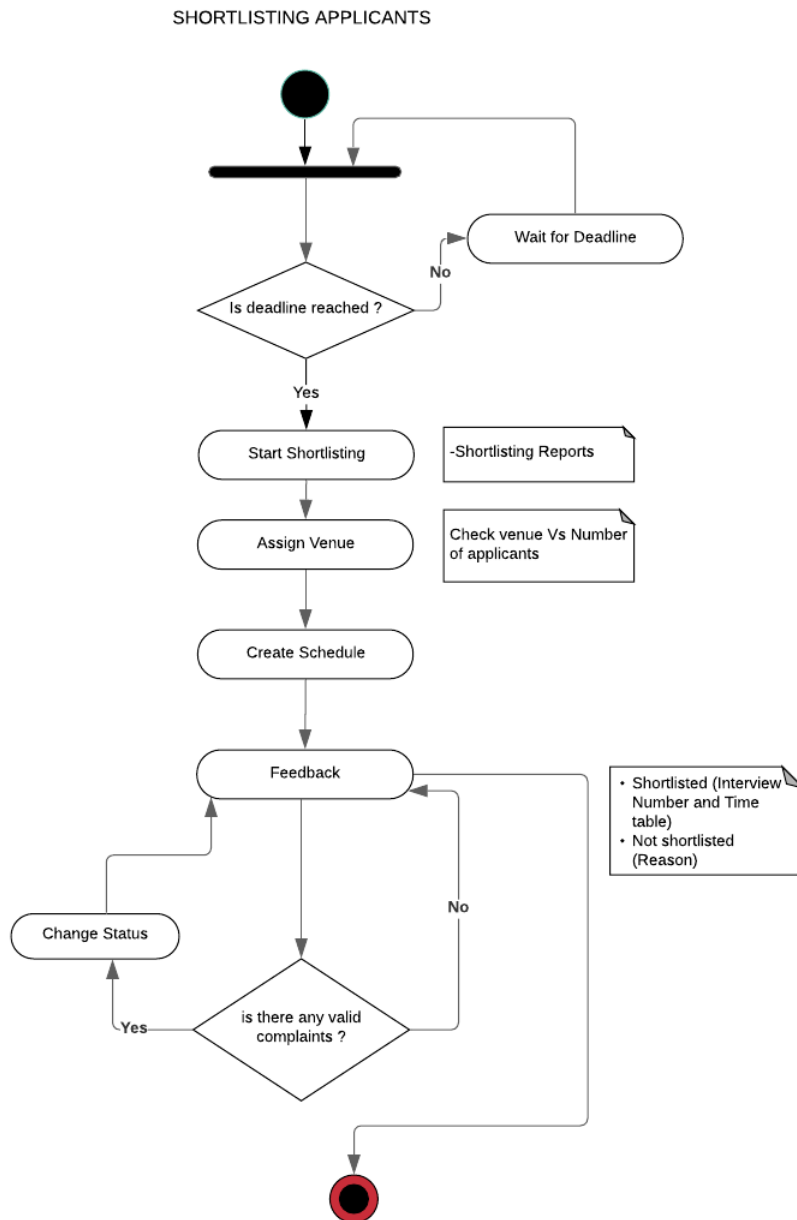 SHORTLISTING APPLICANTS
Wait for Deadline
No
Is deadline reached ?
Yes
Start Shortlisting
-Shortlisting Reports
Assign Venue
Check venue Vs Number
of applicants
Create Schedule
Feedback
• Shortlisted (Interview
Number and Time
table)
• Not shortlisted
(Reason)
No
Change Status
is there any valid
complaints ?
Yes